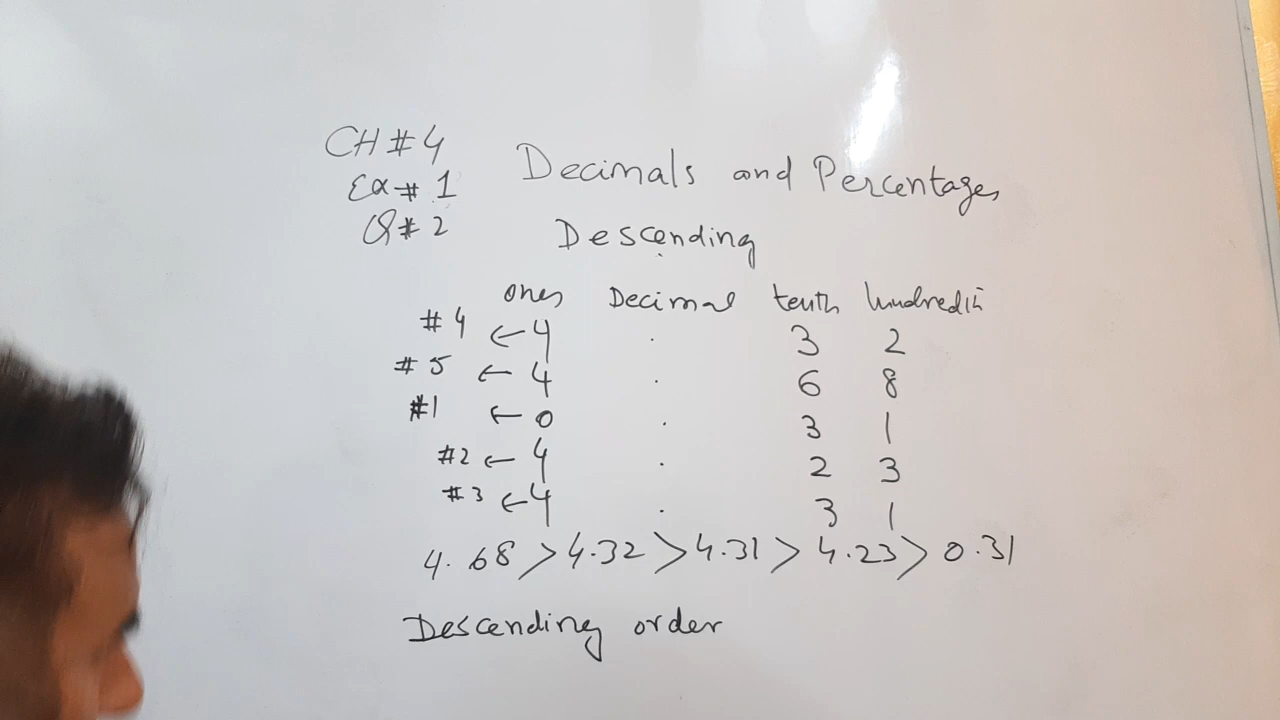 CH # 4
Decimals and Percentages
Ex # 1
Q # 2
Descending
ones Decimal tenth hundredth
# 4 ← 4 . 3 2
# 5 ← 4 . 6 8
#1 ← 0 . 3 1
#2 ← 4 . 2 3
#3 ← 4 . 3 1
4.68 > 4.32 > 4.31 > 4.23 > 0.31
Descending order